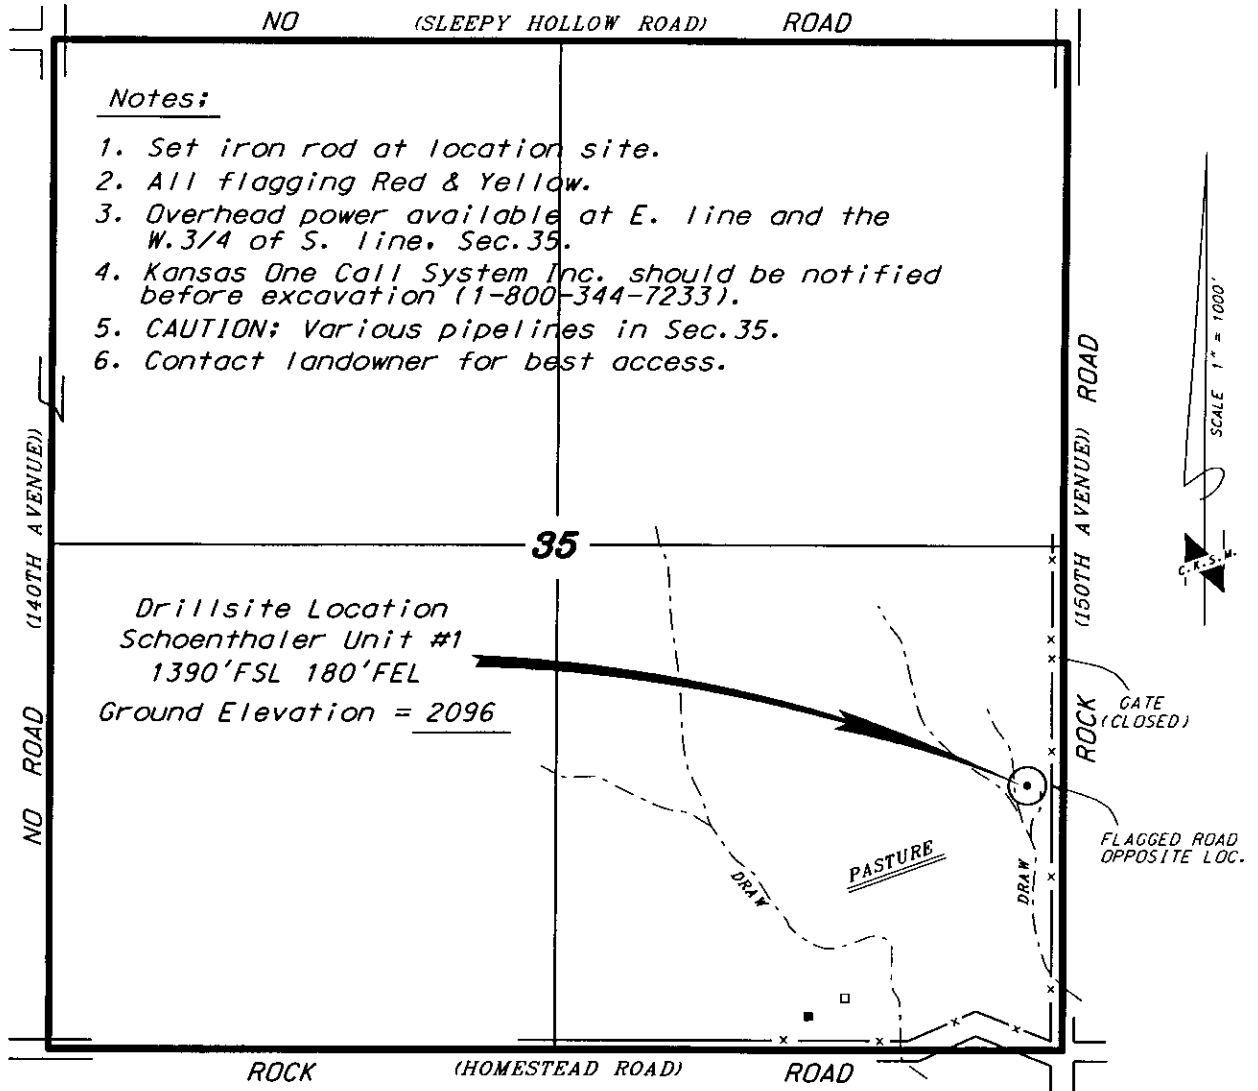 NO (SLEEPY HOLLOW ROAD) ROAD
Notes:
1. Set iron rod at location site.
2. All flagging Red & Yellow.
3. Overhead power available at E. line and the
W.3/4 of S. line. Sec.35.
4. Kansas One Call System Inc. should be notified
before excavation (1-800-344-7233).
5. CAUTION: Various pipelines in Sec.35.
6. Contact landowner for best access.
NO ROAD (140TH AVENUE)
ROCK (150TH AVENUE) ROAD
SCALE 1" = 1000'
C.K.S.M.
35
Drillsite Location
Schoenthaler Unit #1
1390'FSL 180'FEL
Ground Elevation = 2096
GATE
(CLOSED)
FLAGGED ROAD
OPPOSITE LOC.
PASTURE
DRAW
DRAW
ROCK (HOMESTEAD ROAD) ROAD